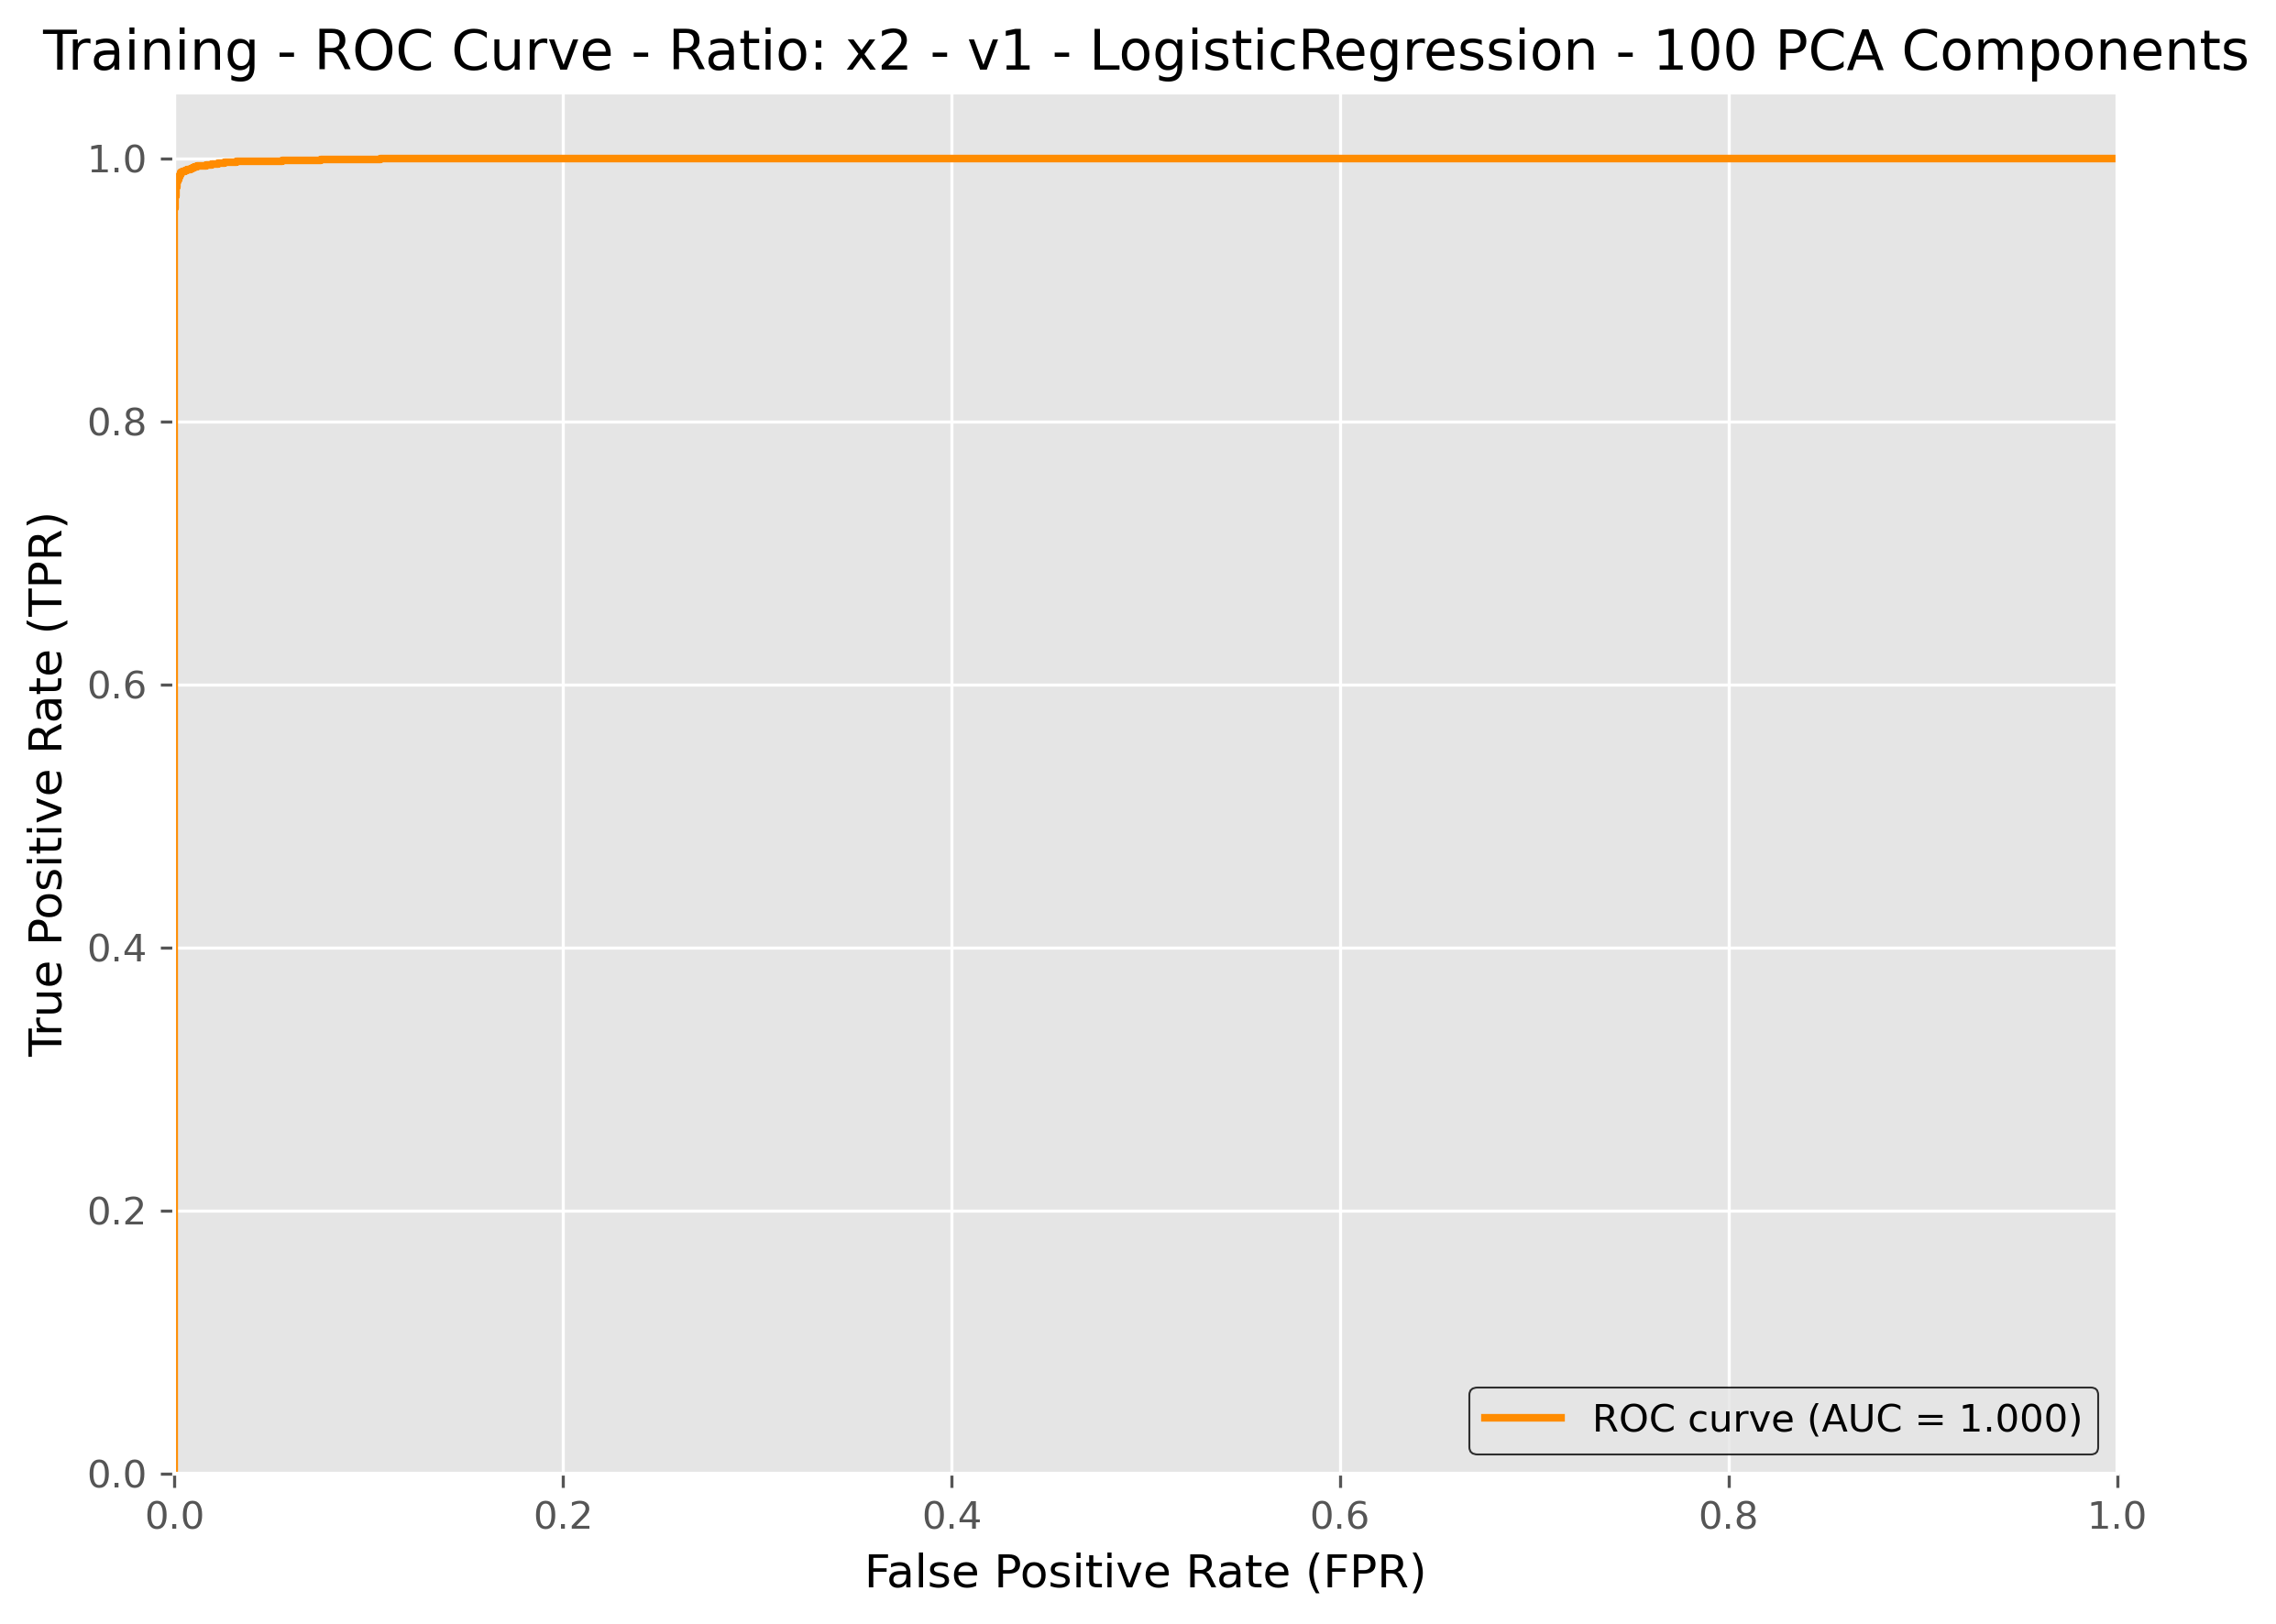 Training - ROC Curve - Ratio: x2 - v1 - LogisticRegression - 100 PCA Components
True Positive Rate (TPR)
1.0
0.8
0.6
0.4
0.2
0.0
ROC curve (AUC = 1.000)
0.0 0.2 0.4 0.6 0.8 1.0
False Positive Rate (FPR)